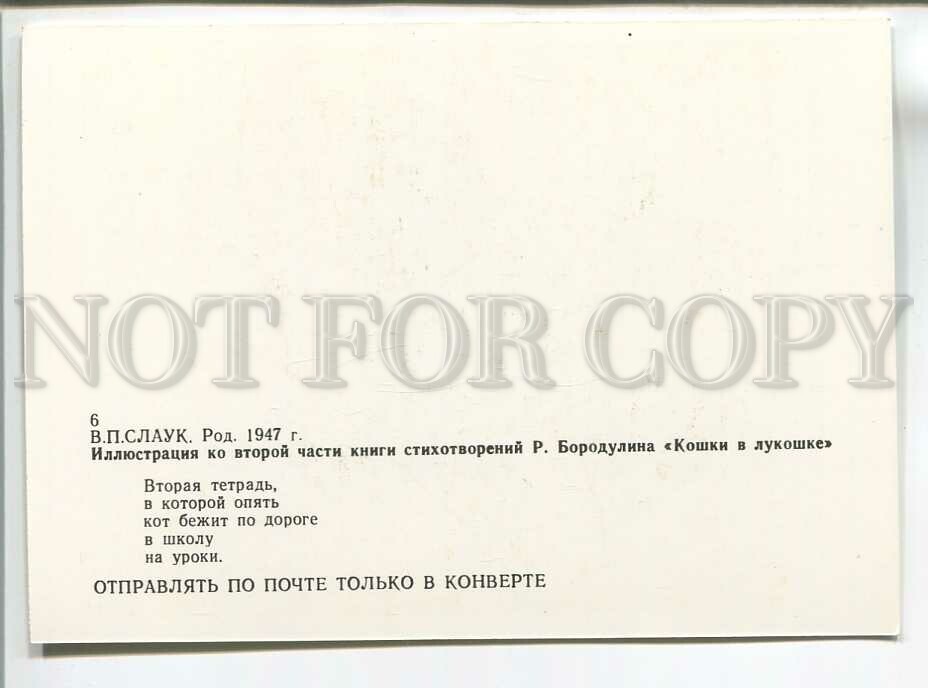 NOT FOR COPY
6
В.П.СЛАУК. Род. 1947 г.
Иллюстрация ко второй части книги стихотворений Р. Бородулина «Кошки в лукошке»
Вторая тетрадь,
в которой опять
кот бежит по дороге
в школу
на уроки.
ОТПРАВЛЯТЬ ПО ПОЧТЕ ТОЛЬКО В КОНВЕРТЕ